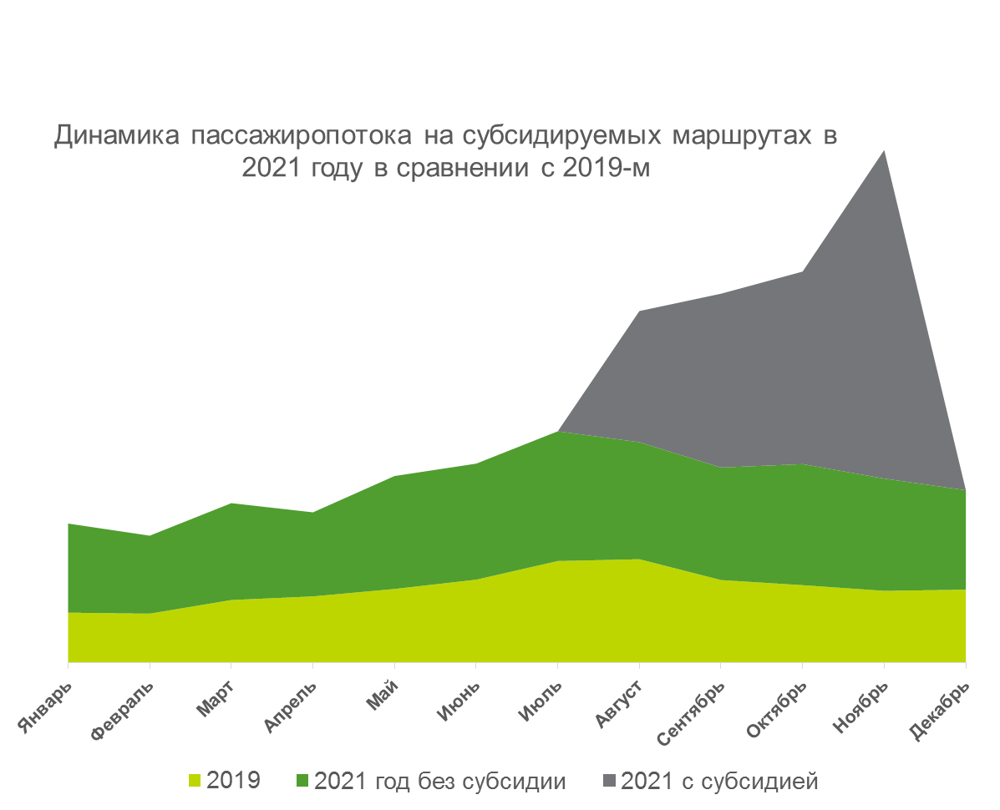 Динамика пассажиропотока на субсидируемых маршрутах в
2021 году в сравнении с 2019-м
Январь
Февраль
Март
Апрель
Май
Июнь
Июль
Август
Сентябрь
Октябрь
Ноябрь
Декабрь
2019
2021 год без субсидии
2021 с субсидией